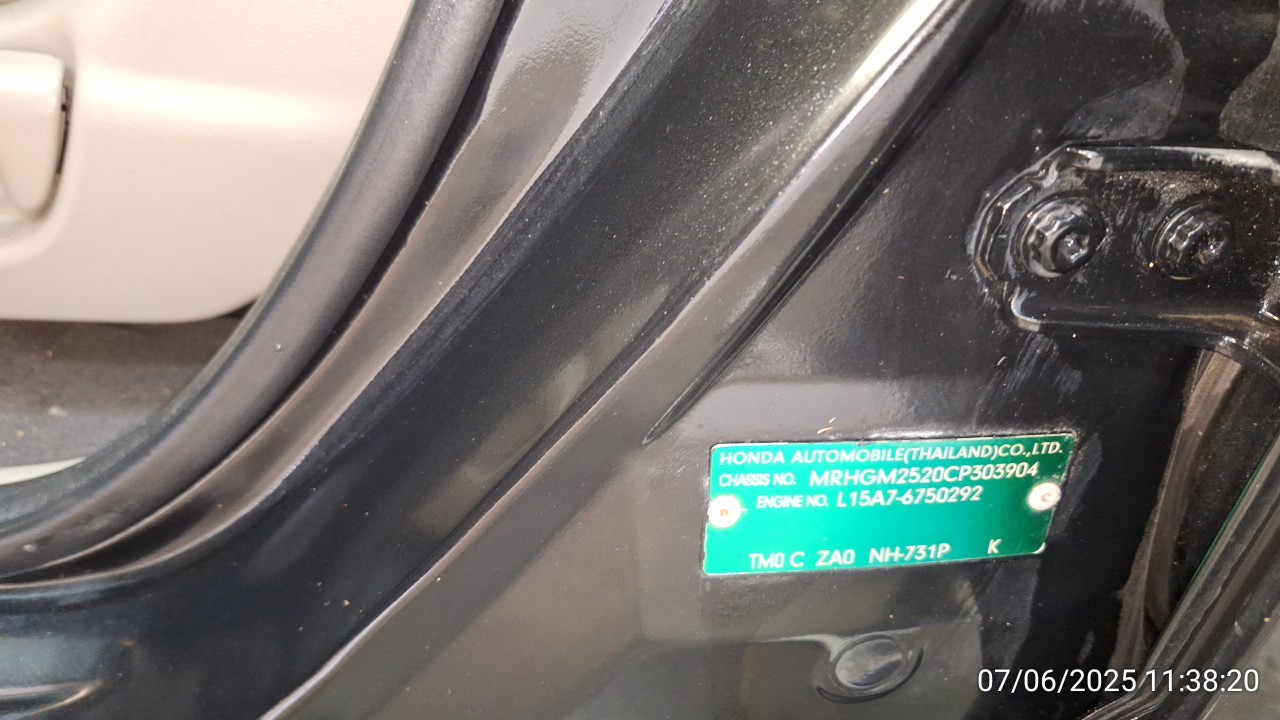 HONDA AUTOMOBILE(THAILAND)CO.,LTD.
CHASSIS NO. MRHGM2520CP303904
ENGINE NO. L15A7-6750292
TM0 C ZA0 NH-731P K
07/06/2025 11:38:20